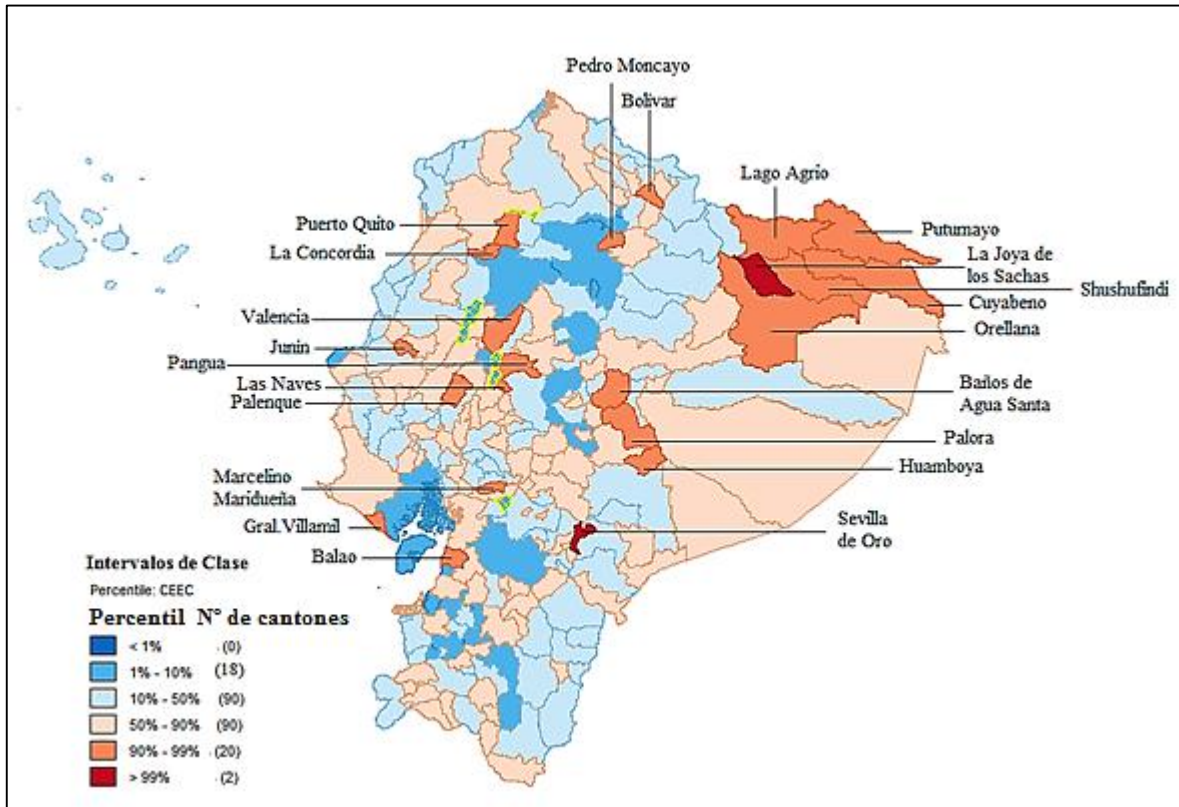 Pedro Moncayo
Bolivar
Lago Agrio
Puerto Quito
Putumayo
La Concordia
La Joya de
los Sachas
Shushufindi
Cuyabeno
Valencia
Orellana
Junin
Pangua
Las Naves
Palenque
Baños de
Agua Santa
Palora
Huamboya
Marcelino
Maridueña
Gral.Villamil
Sevilla
de Oro
Balao
Intervalos de Clase
Percentile: CEEC
Percentil N° de cantones
< 1% (0)
1% - 10% (18)
10% - 50% (90)
50% - 90% (90)
90% - 99% (20)
> 99% (2)